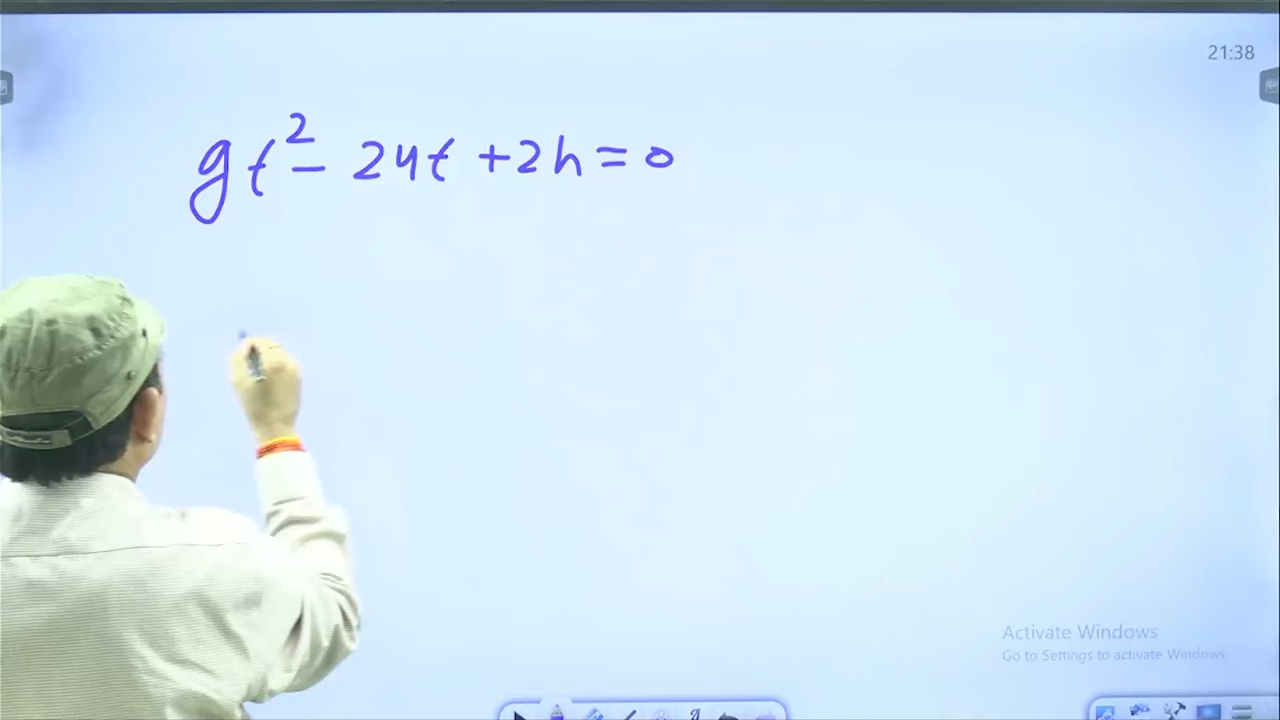 21:38
gt² - 2ut + 2h = 0
Activate Windows
Go to Settings to activate Windows.